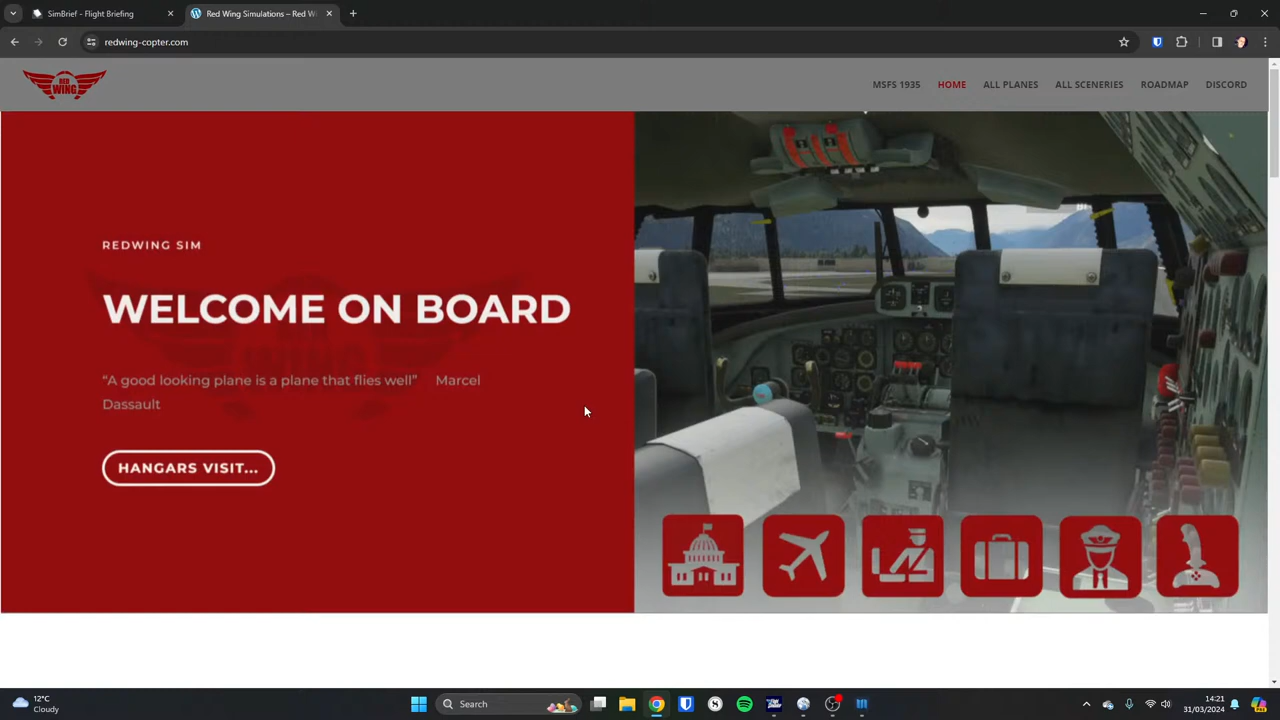 SimBrief - Flight Briefing
Red Wing Simulations – Red Wi
redwing-copter.com
RED
WING
MSFS 1935
HOME
ALL PLANES
ALL SCENERIES
ROADMAP
DISCORD
REDWING SIM
WELCOME ON BOARD
“A good looking plane is a plane that flies well” Marcel
Dassault
HANGARS VISIT...
12°C
Cloudy
Search
14:21
31/03/2024